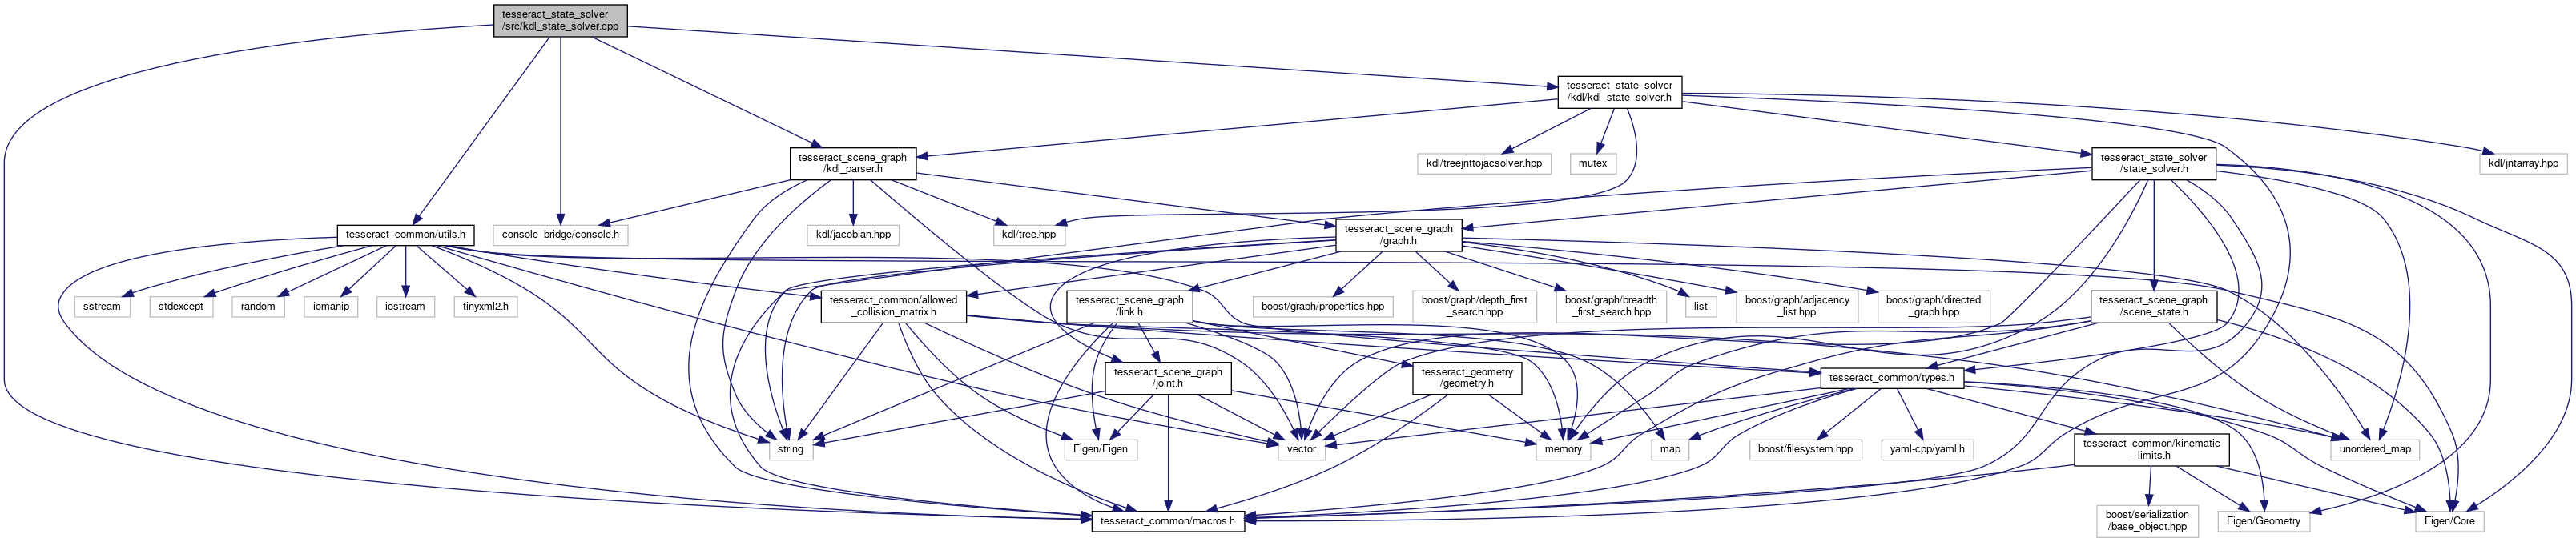 tesseract_state_solver
/src/kdl_state_solver.cpp
tesseract_state_solver
/kdl/kdl_state_solver.h
tesseract_scene_graph
/kdl_parser.h
kdl/treejnttojacsolver.hpp
mutex
tesseract_state_solver
/state_solver.h
kdl/jntarray.hpp
tesseract_common/utils.h
console_bridge/console.h
kdl/jacobian.hpp
kdl/tree.hpp
tesseract_scene_graph
/graph.h
sstream
stdexcept
random
iomanip
iostream
tinyxml2.h
tesseract_common/allowed
_collision_matrix.h
tesseract_scene_graph
/link.h
boost/graph/properties.hpp
boost/graph/depth_first
_search.hpp
boost/graph/breadth
_first_search.hpp
list
boost/graph/adjacency
_list.hpp
boost/graph/directed
_graph.hpp
tesseract_scene_graph
/scene_state.h
tesseract_scene_graph
/joint.h
tesseract_geometry
/geometry.h
tesseract_common/types.h
string
Eigen/Eigen
vector
memory
map
boost/filesystem.hpp
yaml-cpp/yaml.h
tesseract_common/kinematic
_limits.h
unordered_map
tesseract_common/macros.h
boost/serialization
/base_object.hpp
Eigen/Geometry
Eigen/Core